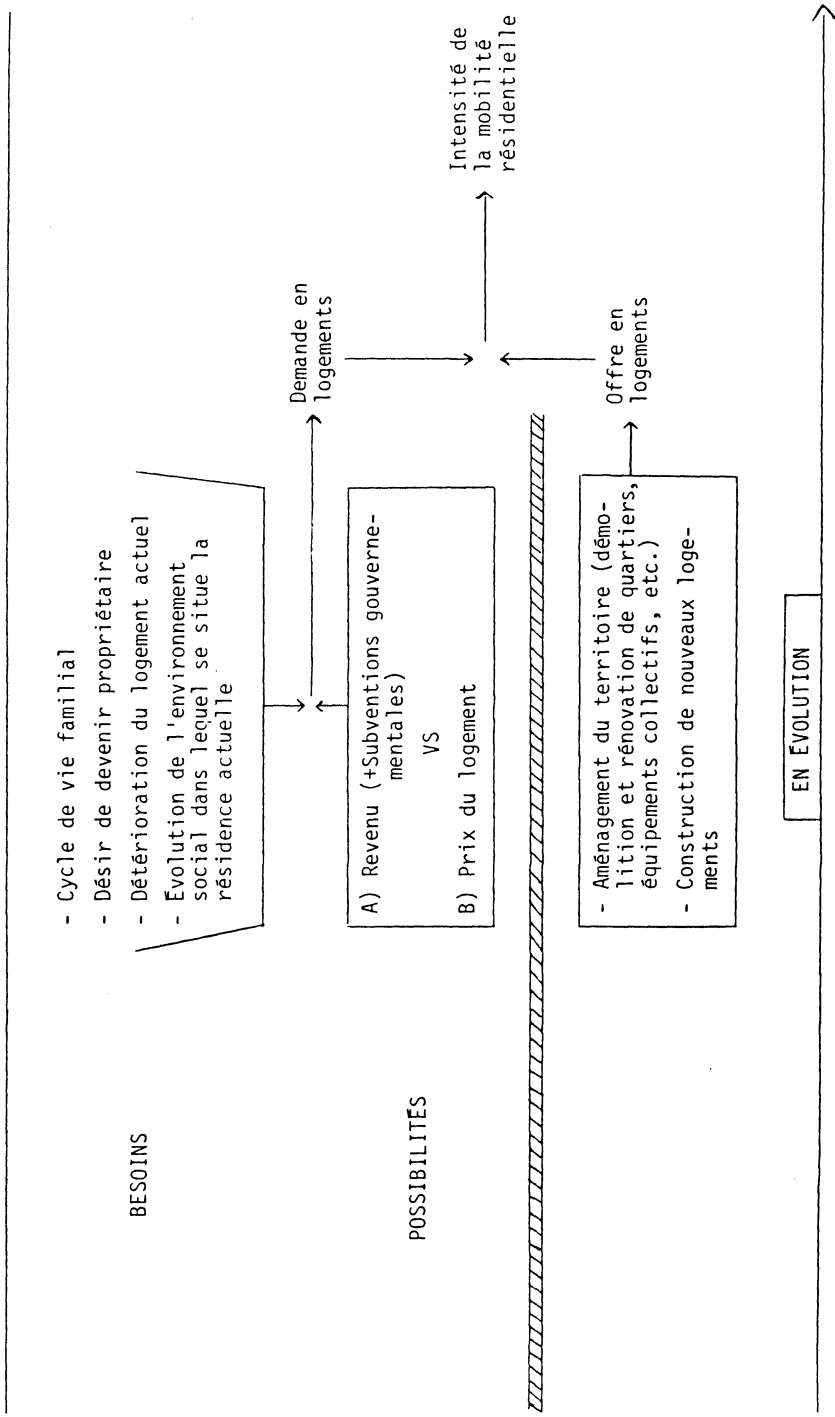 BESOINS
- Cycle de vie familial
- Désir de devenir propriétaire
- Détérioration du logement actuel
- Évolution de l'environnement
social dans leçuel se situe la
résidence actuelle
Demande en
logements
POSSIBILITÉS
A) Revenu (+Subventions gouverne-
mentales)
VS
B) Prix du logement
Intensité de
la mobilité
résidentielle
- Aménagement du territoire (démo-
lition et rénovation de quartiers,
équipements collectifs, etc.)
- Construction de nouveaux loge-
ments
Offre en
logements
EN ÉVOLUTION